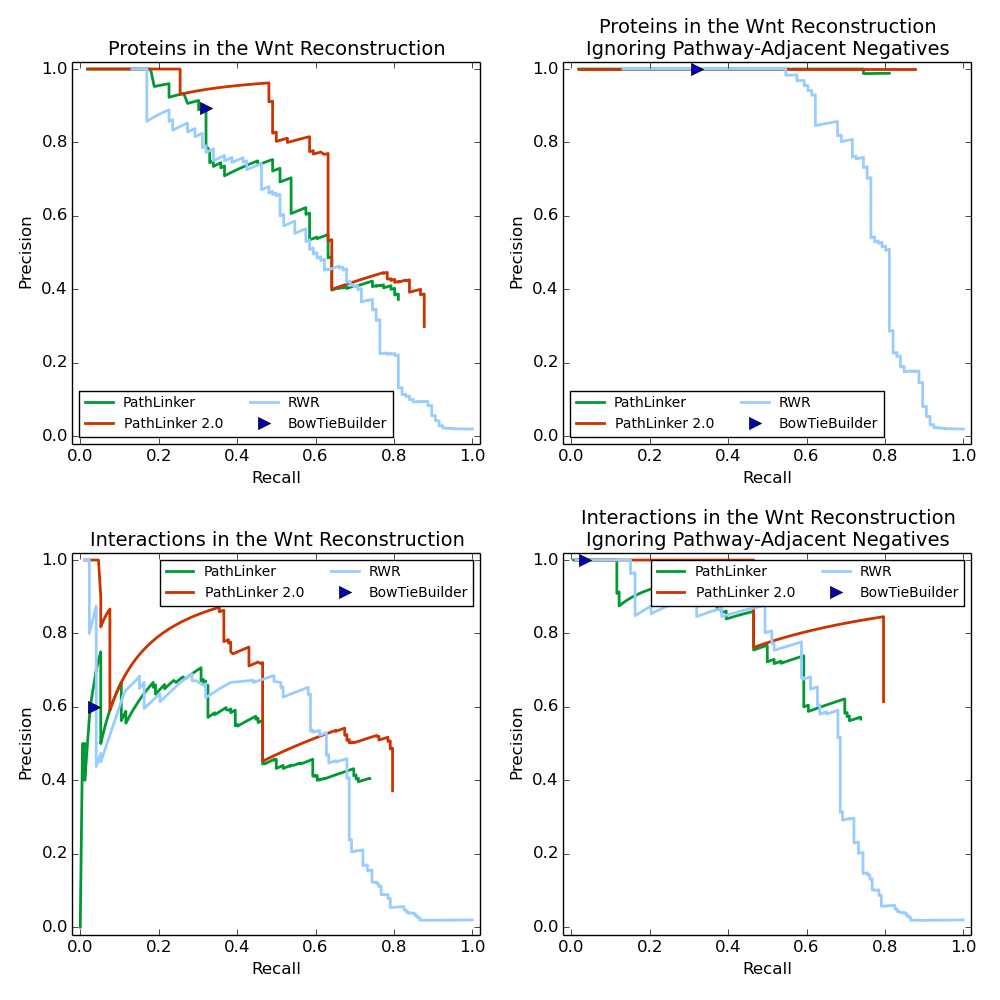 Proteins in the Wnt Reconstruction
1.0
0.8
0.6
0.4
0.2
0.0
Precision
PathLinker
PathLinker 2.0
RWR
BowTieBuilder
0.0 0.2 0.4 0.6 0.8 1.0
Recall
Proteins in the Wnt Reconstruction
Ignoring Pathway-Adjacent Negatives
1.0
0.8
0.6
0.4
0.2
0.0
Precision
PathLinker
PathLinker 2.0
RWR
BowTieBuilder
0.0 0.2 0.4 0.6 0.8 1.0
Recall
Interactions in the Wnt Reconstruction
1.0
0.8
0.6
0.4
0.2
0.0
Precision
PathLinker
PathLinker 2.0
RWR
BowTieBuilder
0.0 0.2 0.4 0.6 0.8 1.0
Recall
Interactions in the Wnt Reconstruction
Ignoring Pathway-Adjacent Negatives
1.0
0.8
0.6
0.4
0.2
0.0
Precision
PathLinker
PathLinker 2.0
RWR
BowTieBuilder
0.0 0.2 0.4 0.6 0.8 1.0
Recall